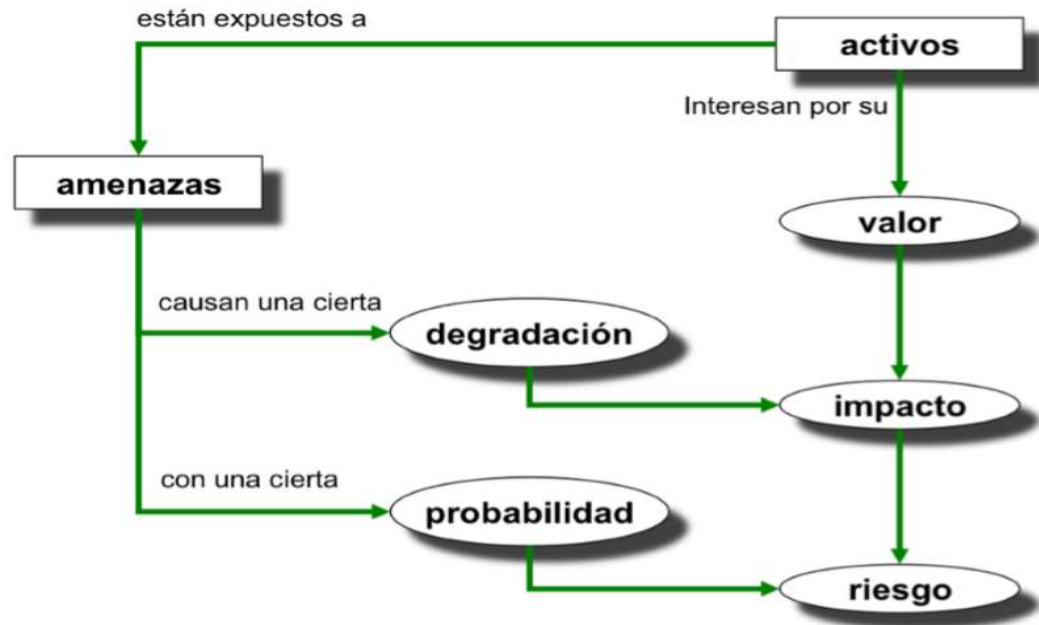 están expuestos a
activos
Interesan por su
amenazas
valor
causan una cierta
degradación
impacto
con una cierta
probabilidad
riesgo